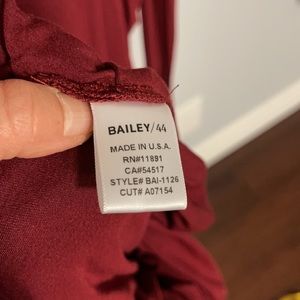 BAILEY/44
MADE IN U.S.A.
RN#11891
CA#54517
STYLE# BAI-1126
CUT# A07154